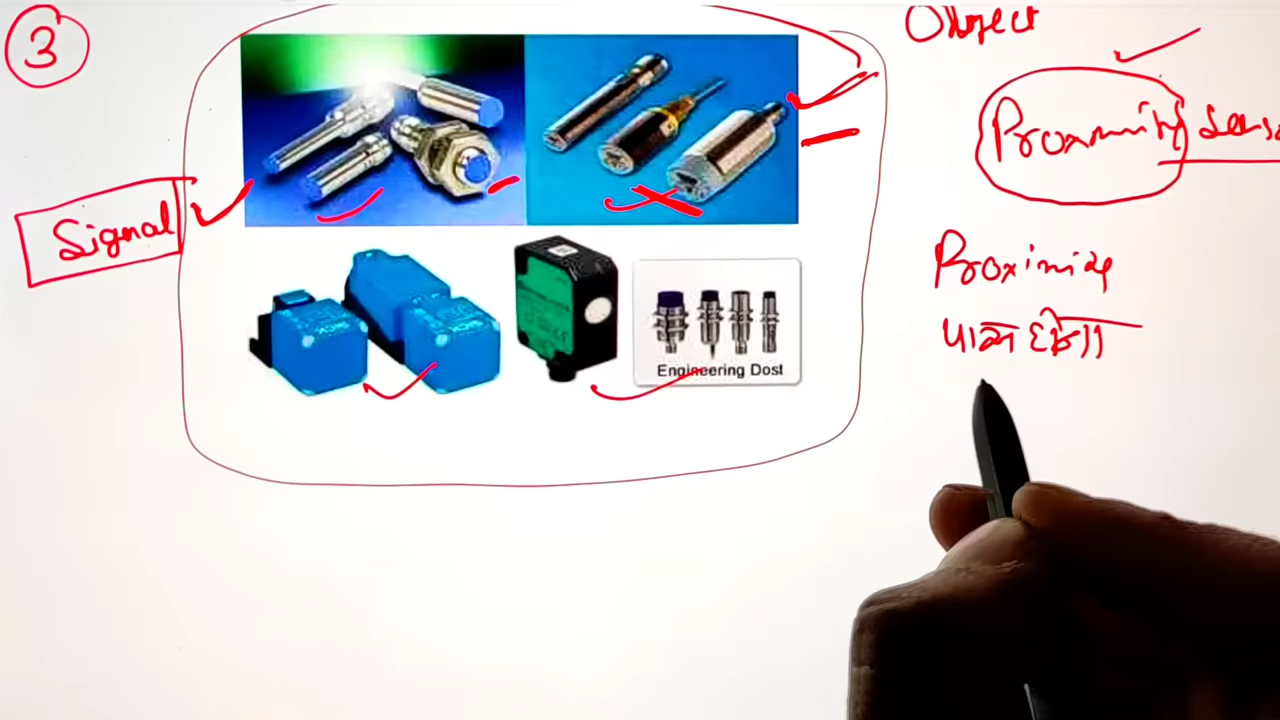 3
Object
Proximity Sens
Signal
Proximity
Engineering Dost